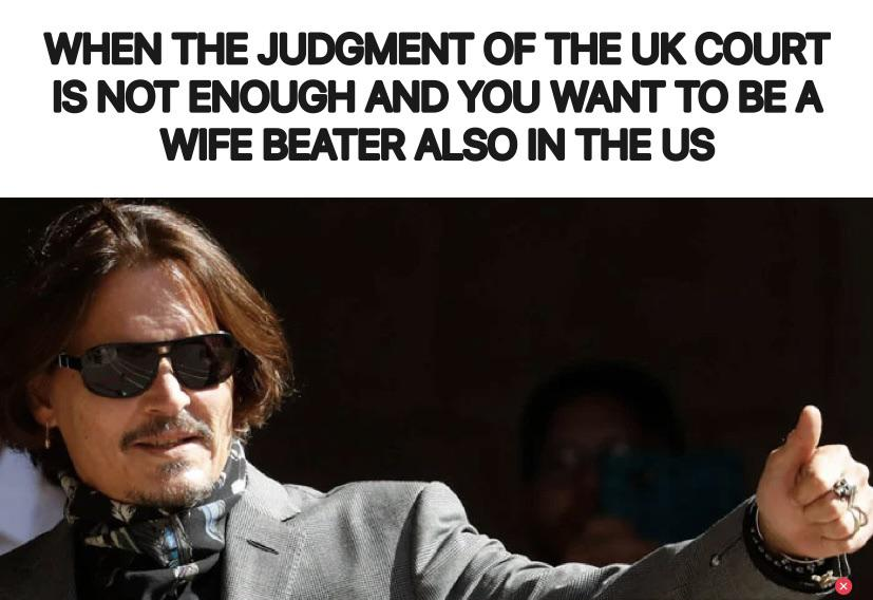 WHEN THE JUDGMENT OF THE UK COURT
IS NOT ENOUGH AND YOU WANT TO BE A
WIFE BEATER ALSO IN THE US